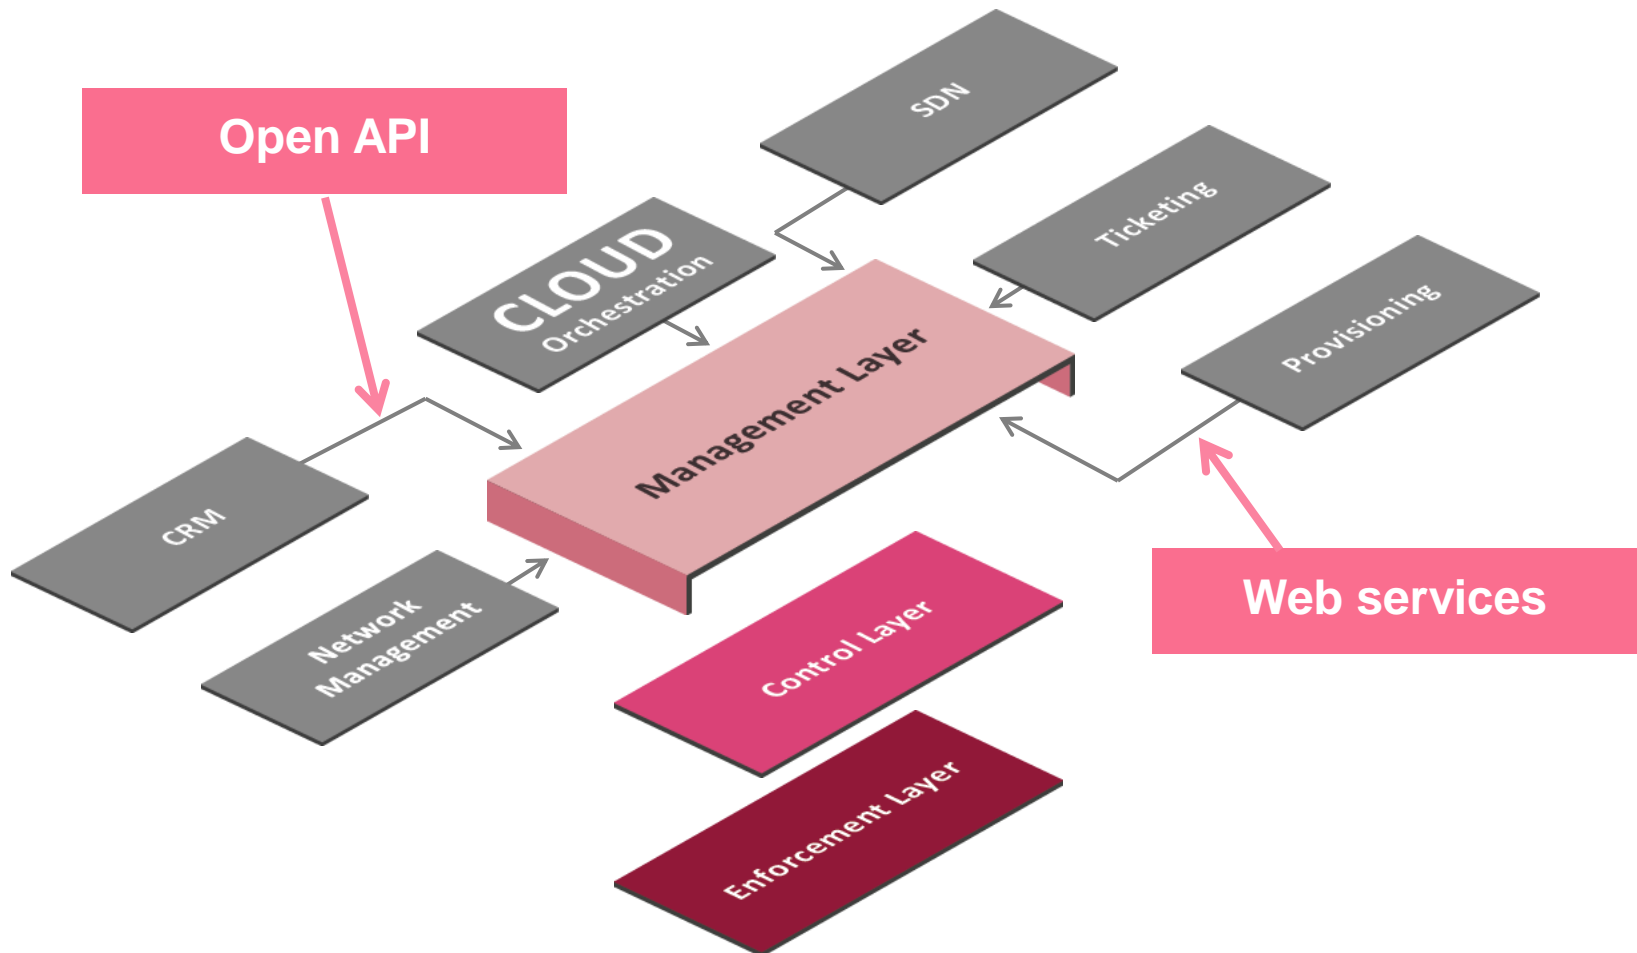 SDN
Open API
Ticketing
CLOUD
Orchestration
Provisioning
Management Layer
CRM
Network
Management
Web services
Control Layer
Enforcement Layer